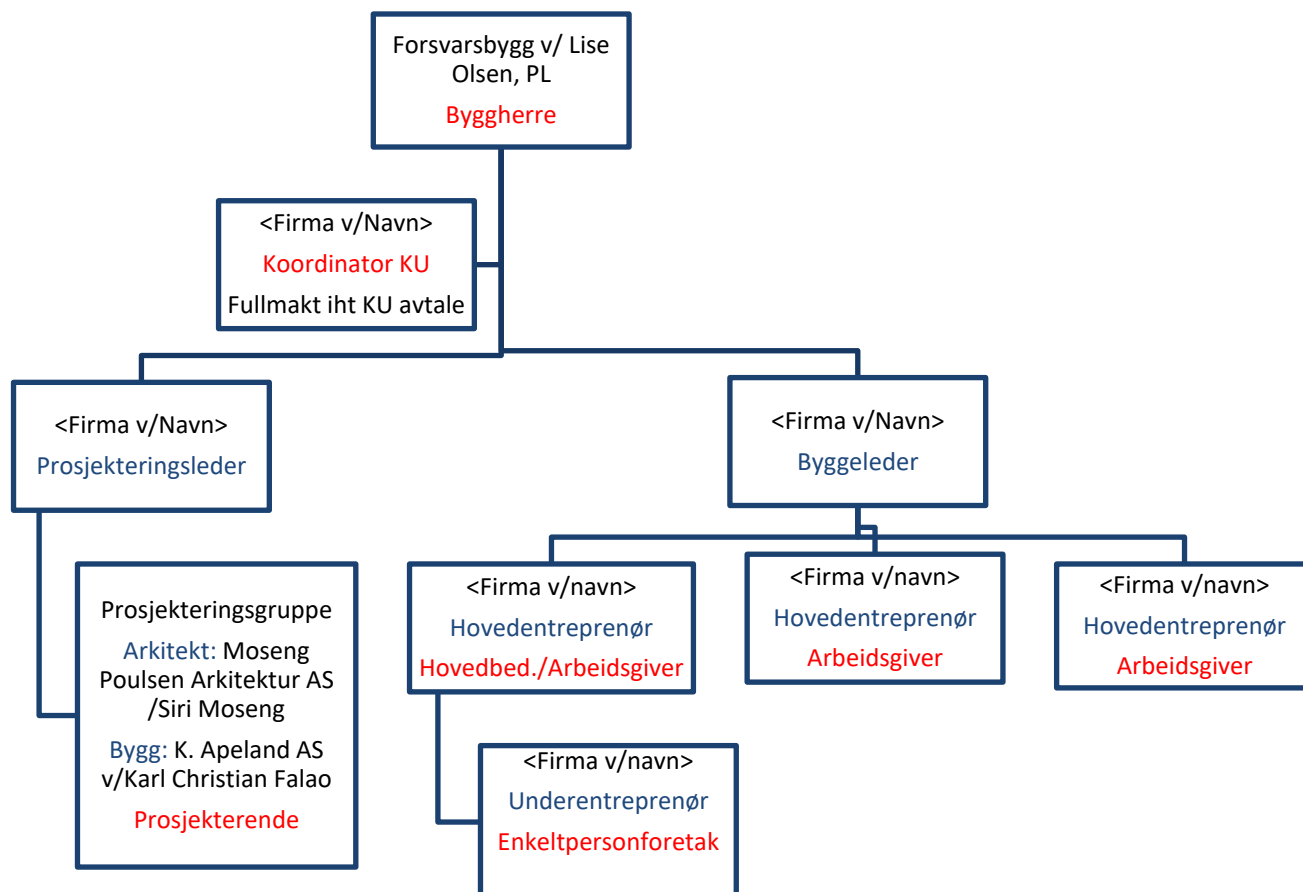 Forsvarsbygg v/ Lise
Olsen, PL
Byggherre
<Firma v/Navn>
Koordinator KU
Fullmakt iht KU avtale
<Firma v/Navn>
Prosjekteringsleder
<Firma v/Navn>
Byggeleder
Prosjekteringsgruppe
Arkitekt: Moseng
Poulsen Arkitektur AS
/Siri Moseng
Bygg: K. Apeland AS
v/Karl Christian Falao
Prosjekterende
<Firma v/navn>
Hovedentreprenør
Hovedbed./Arbeidsgiver
<Firma v/navn>
Hovedentreprenør
Arbeidsgiver
<Firma v/navn>
Hovedentreprenør
Arbeidsgiver
<Firma v/navn>
Underentreprenør
Enkeltpersonforetak